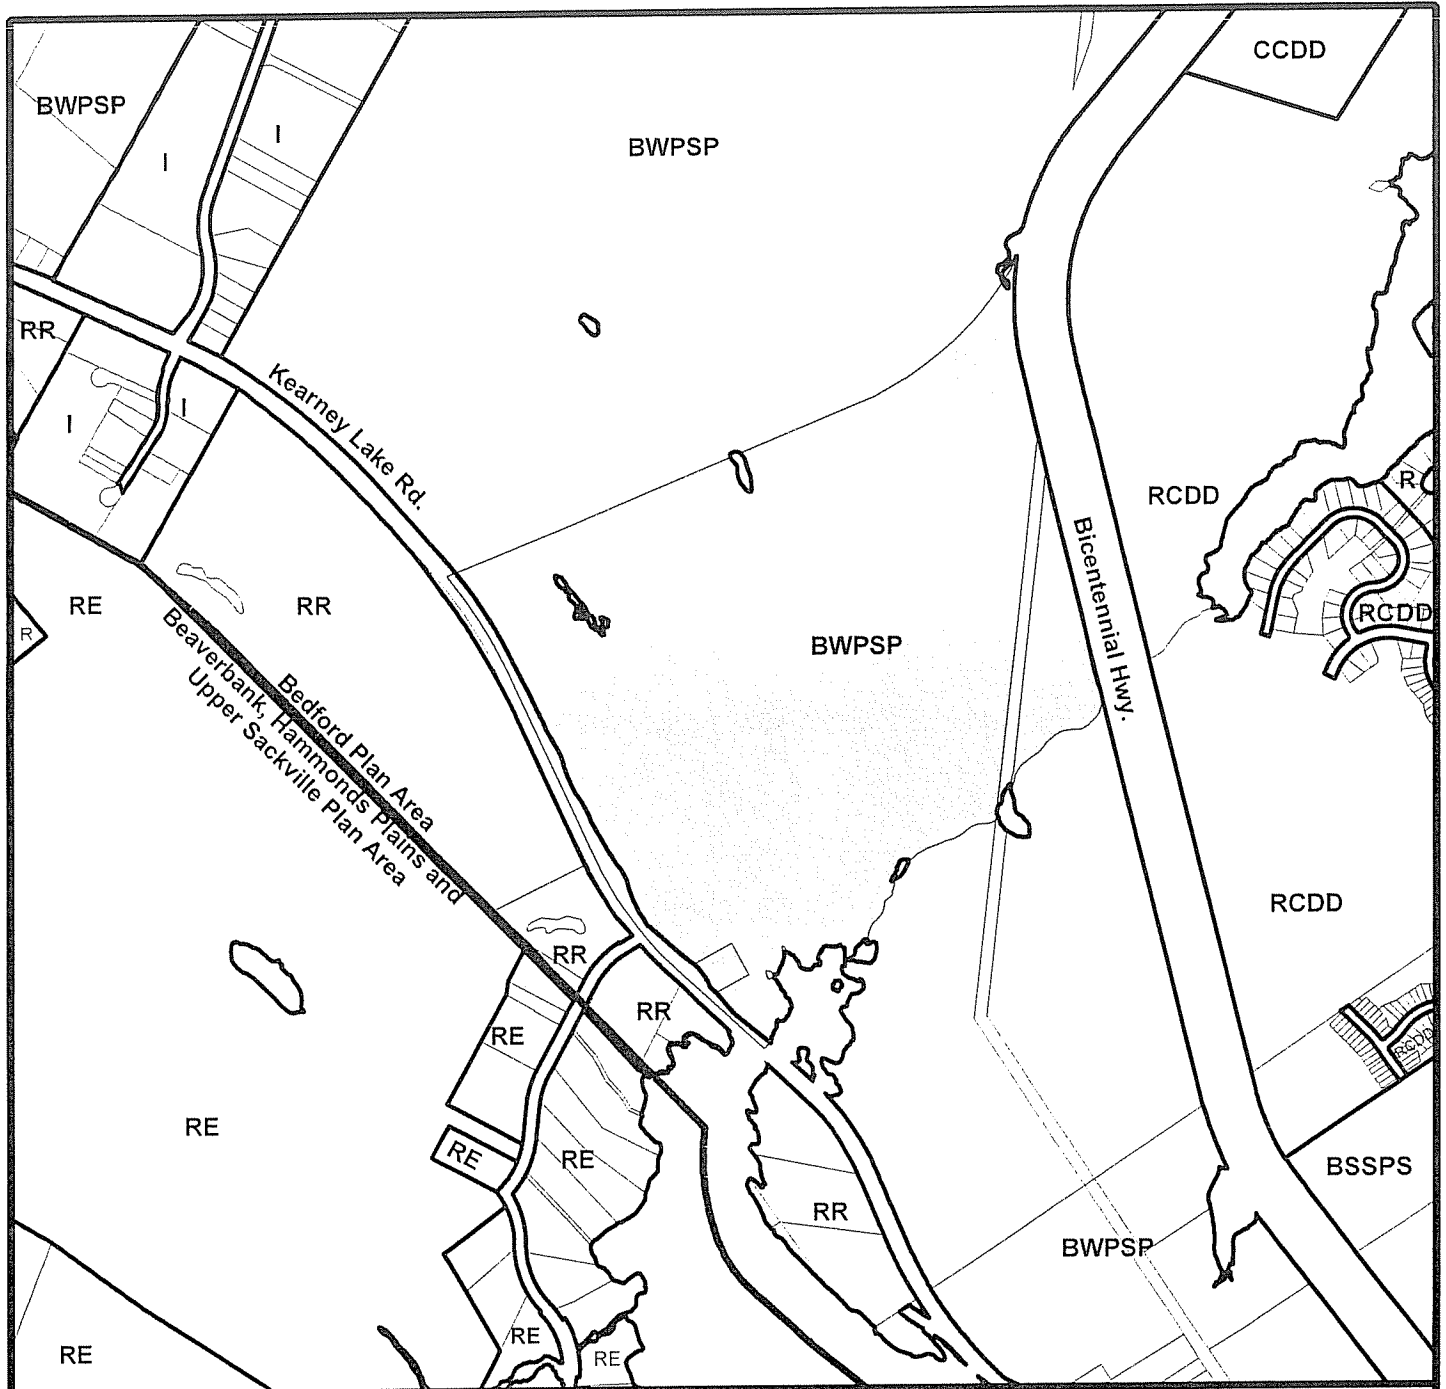 CCDD
BWPSP
I
I
BWPSP
RR
Kearney Lake Rd.
I
I
R
RCDD
Bicentennial Hwy.
RE
RR
R
RCDD
BWPSP
Bedford Plan Area
Beaverbank, Hammonds Plains and
Upper Sackville Plan Area
RCDD
RR
RR
RE
RCDD
RE
RE
RE
BSSPS
RR
BWPSP
RE
RE
RE